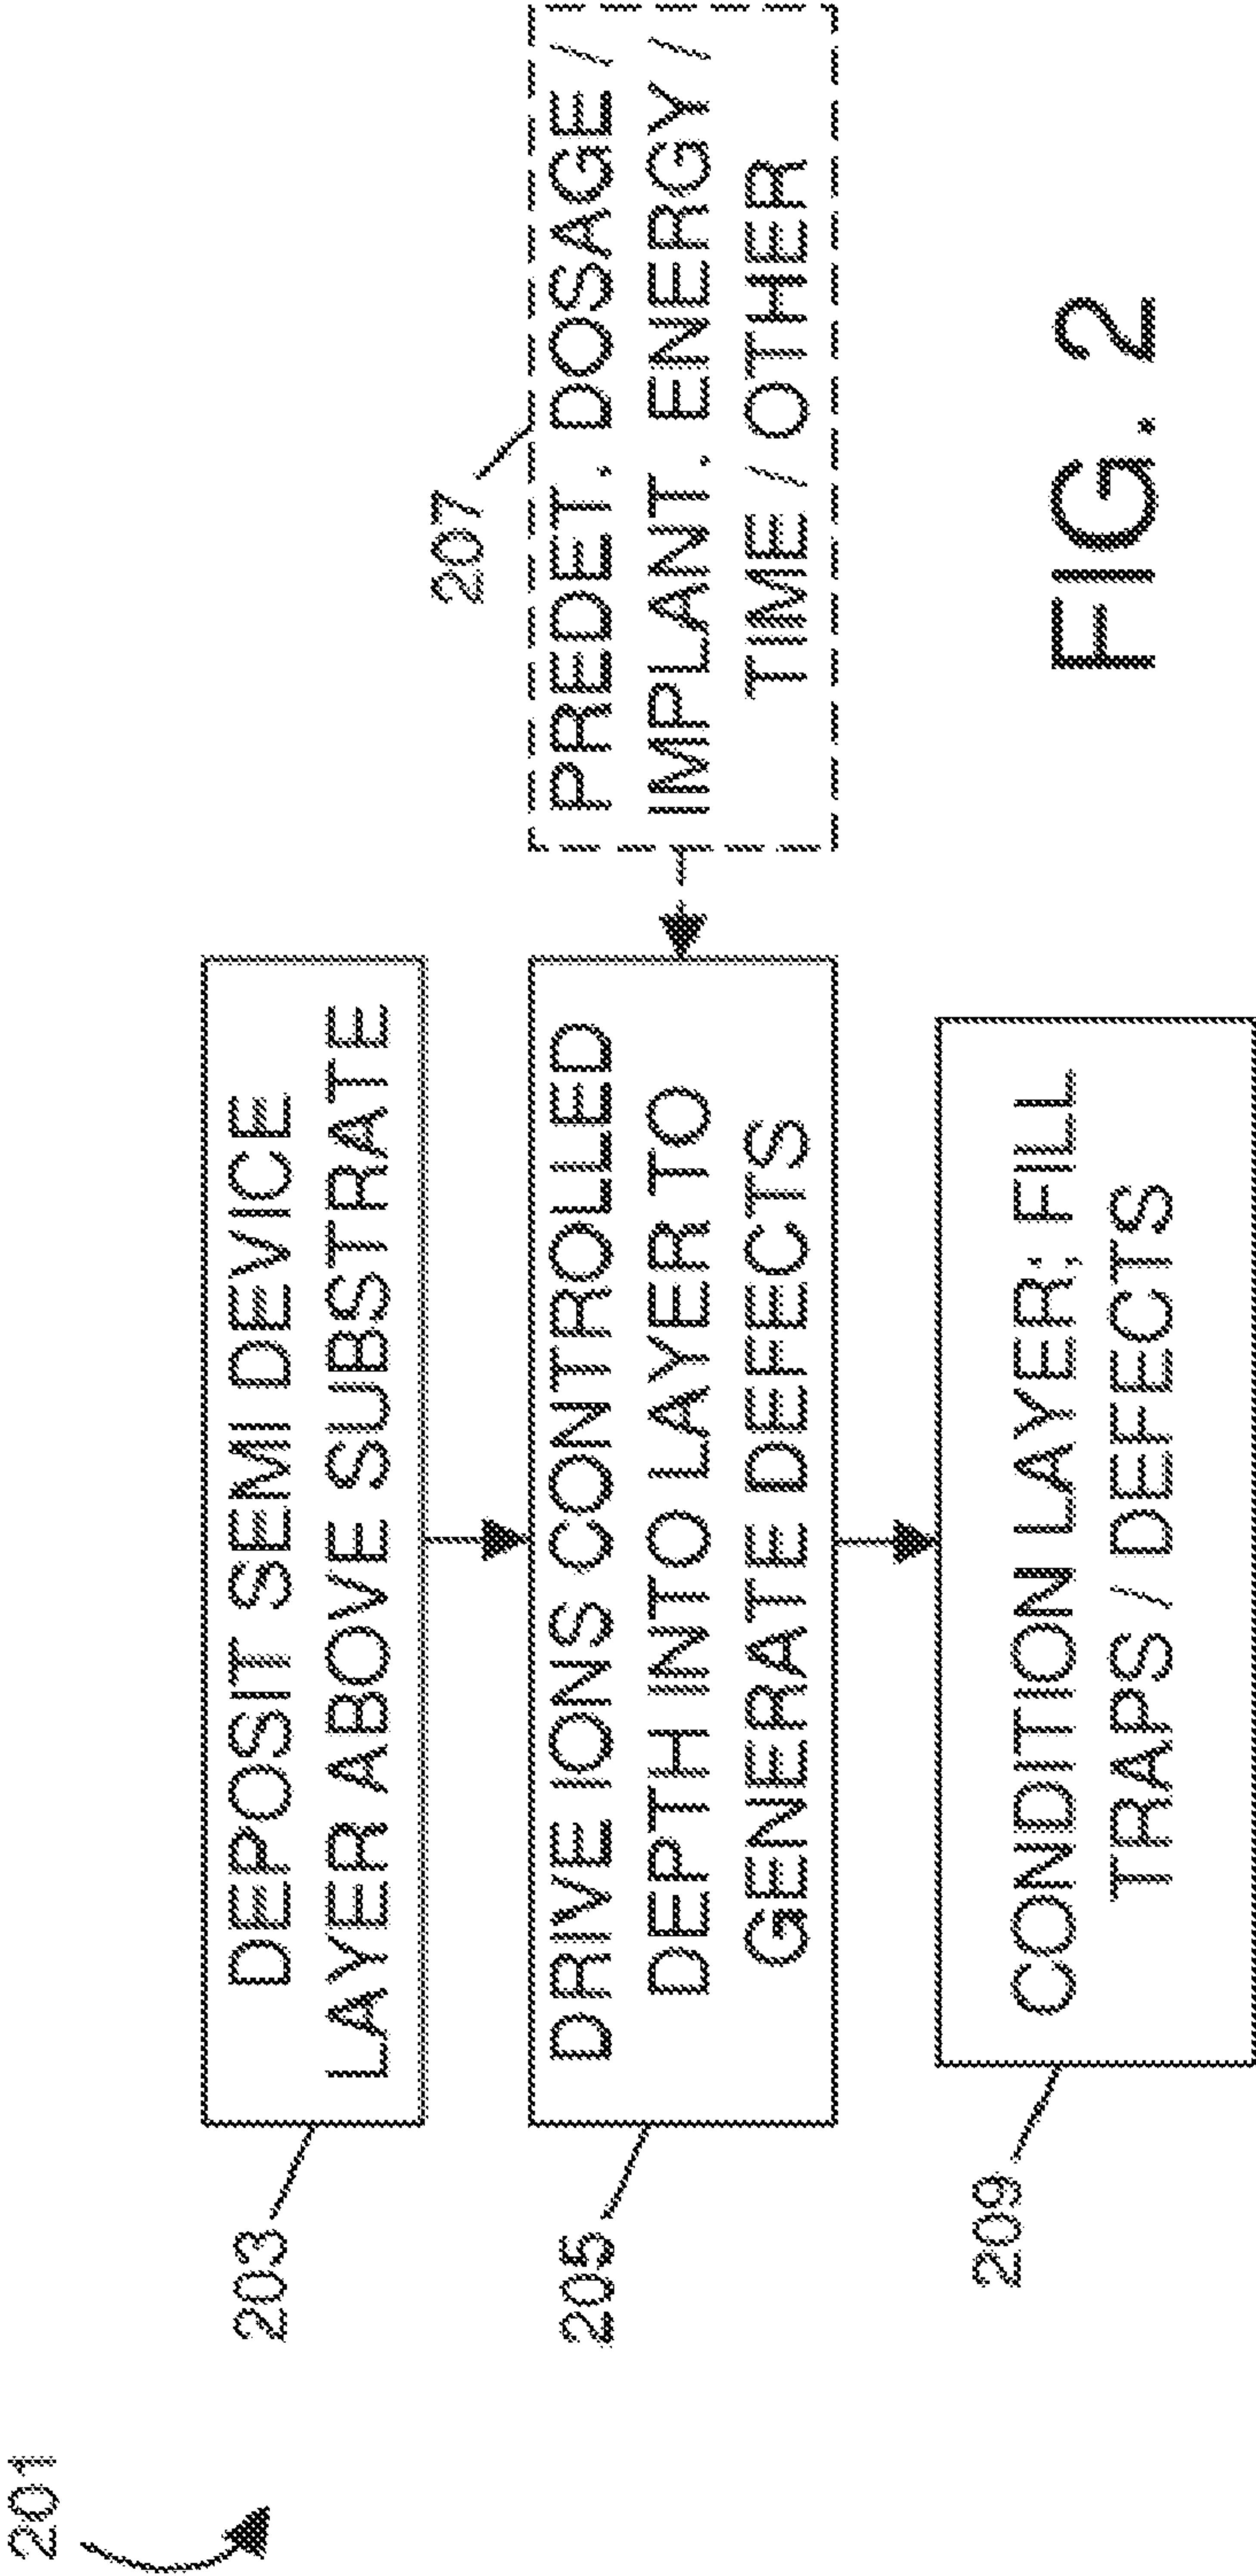 201
203
DEPOSIT SEMI DEVICE
LAYER ABOVE SUBSTRATE
205
DRIVE IONS CONTROLLED
DEPTH INTO LAYER TO
GENERATE DEFECTS
207
PREDET. DOSAGE /
IMPLANT. ENERGY /
TIME / OTHER
209
CONDITION LAYER; FILL
TRAPS / DEFECTS
FIG. 2